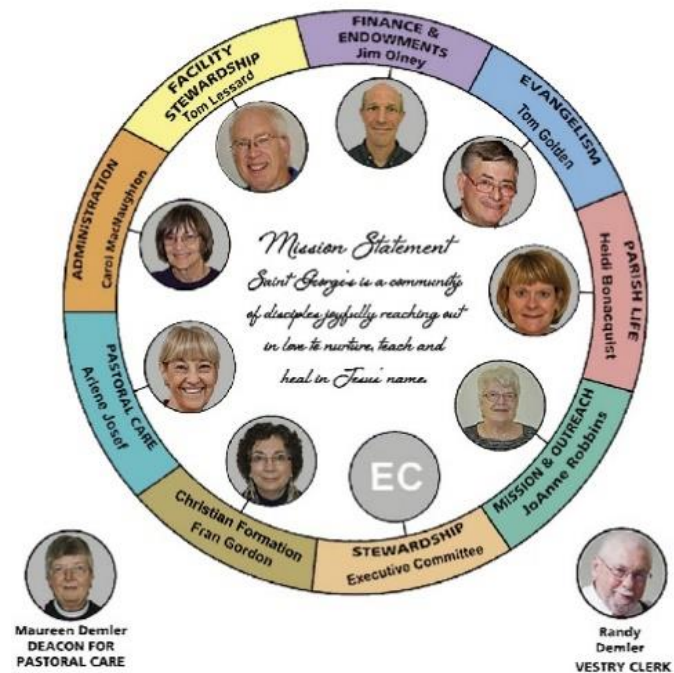 FINANCE &
ENDOWMENTS
Jim Olney
EVANGELISM
Tom Golden
PARISH LIFE
Heidi Bonacquist
MISSION & OUTREACH
JoAnne Robbins
STEWARDSHIP
Executive Committee
Christian Formation
Fran Gordon
PASTORAL CARE
Arlene Josef
ADMINISTRATION
Carol MacNaughton
FACILITY
STEWARDSHIP
Tom Lessard
Mission Statement
Saint George's is a community
of disciples joyfully reaching out
in love to nurture, teach and
heal in Jesus' name.
EC
Maureen Demler
DEACON FOR
PASTORAL CARE
Randy
Demler
VESTRY CLERK